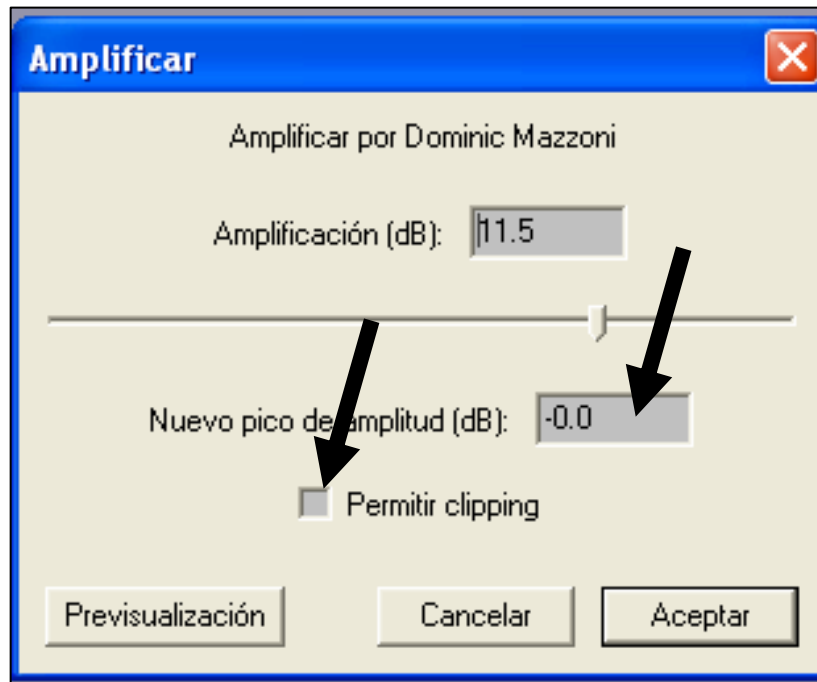 Amplificar
Amplificar por Dominic Mazzoni
Amplificación (dB): 11.5
Nuevo pico de amplitud (dB): -0.0
Permitir clipping
Previsualización Cancelar Aceptar